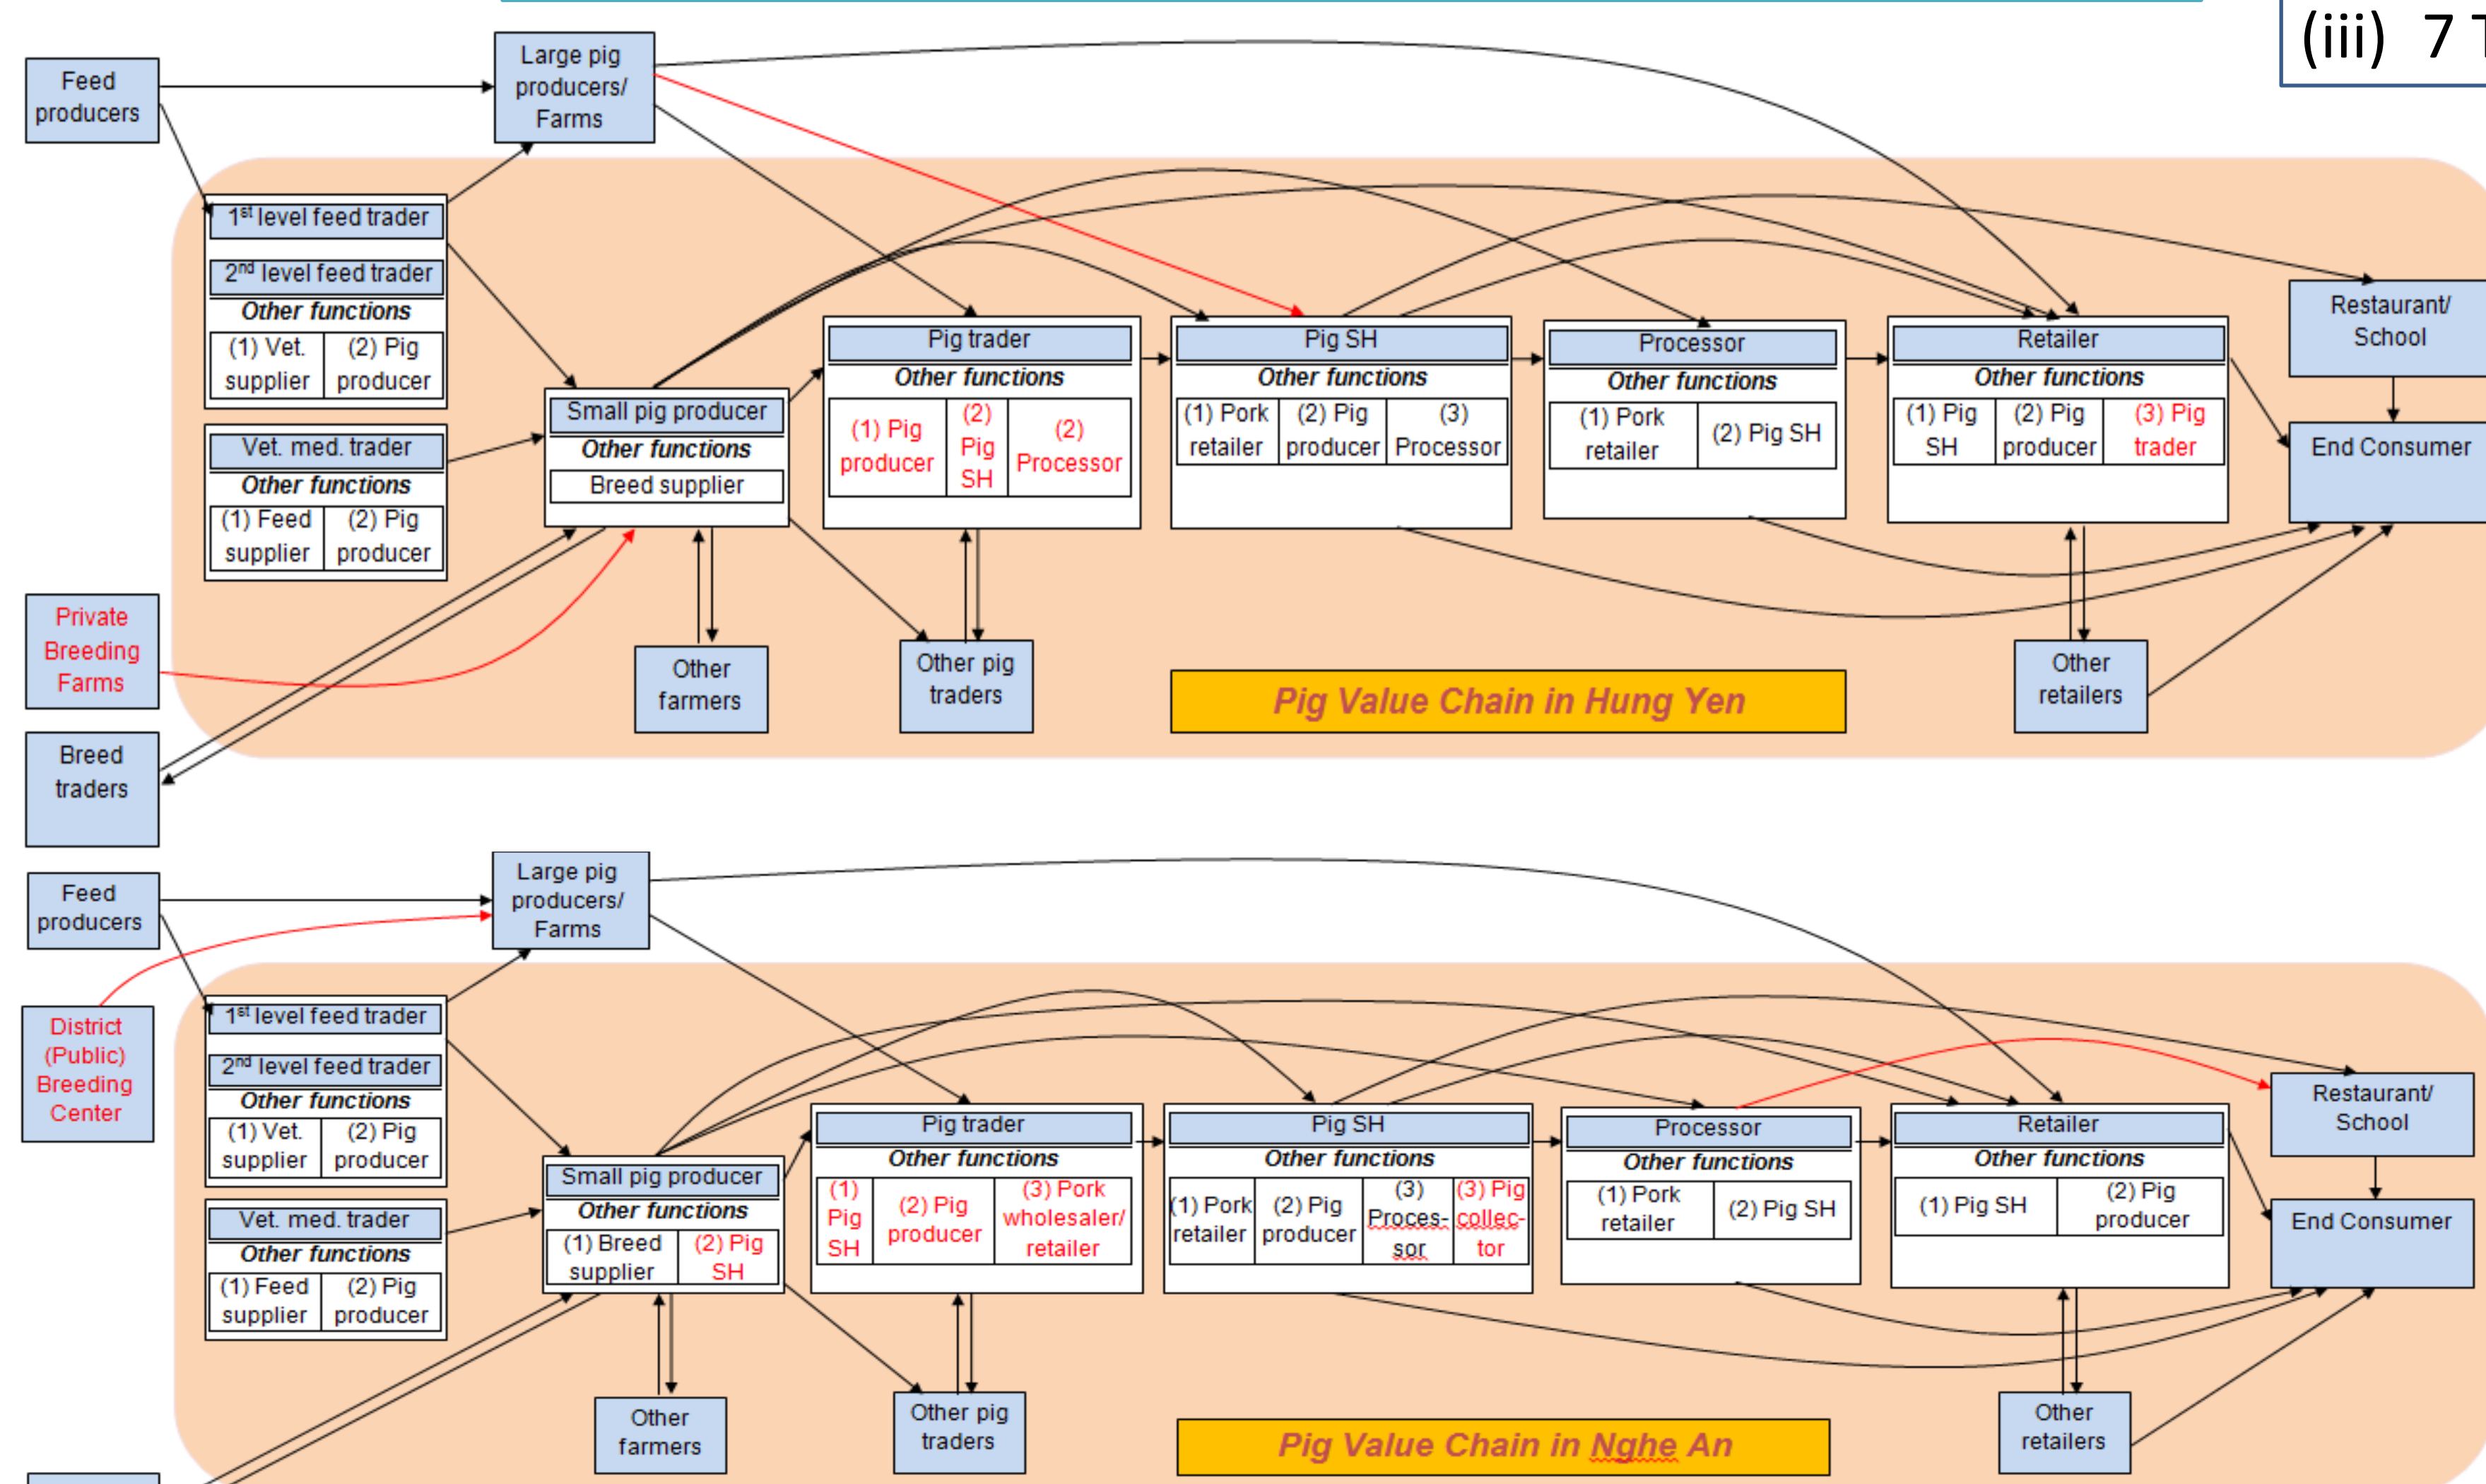 (iii) 7 T
Large pig
producers/
Farms
Feed
producers
1st level feed trader
2nd level feed trader
Other functions
(1) Vet.
supplier
(2) Pig
producer
Vet. med. trader
Other functions
(1) Feed
supplier
(2) Pig
producer
Small pig producer
Other functions
Breed supplier
Pig trader
Other functions
(1) Pig
producer
(2)
Pig
SH
(2)
Processor
Pig SH
Other functions
(1) Pork
retailer
(2) Pig
producer
(3)
Processor
Processor
Other functions
(1) Pork
retailer
(2) Pig SH
Retailer
Other functions
(1) Pig
SH
(2) Pig
producer
(3) Pig
trader
Restaurant/
School
End Consumer
Private
Breeding
Farms
Breed
traders
Other
farmers
Other pig
traders
Pig Value Chain in Hung Yen
Other
retailers
Large pig
producers/
Farms
Feed
producers
District
(Public)
Breeding
Center
1st level feed trader
2nd level feed trader
Other functions
(1) Vet.
supplier
(2) Pig
producer
Vet. med. trader
Other functions
(1) Feed
supplier
(2) Pig
producer
Small pig producer
Other functions
(1) Breed
supplier
(2) Pig
SH
Pig trader
Other functions
(1)
Pig
SH
(2) Pig
producer
(3) Pork
wholesaler/
retailer
Pig SH
Other functions
(1) Pork
retailer
(2) Pig
producer
(3)
Proces-
sor
(3) Pig
collec-
tor
Processor
Other functions
(1) Pork
retailer
(2) Pig SH
Retailer
Other functions
(1) Pig SH
(2) Pig
producer
Restaurant/
School
End Consumer
Other
farmers
Other pig
traders
Pig Value Chain in Nghe An
Other
retailers